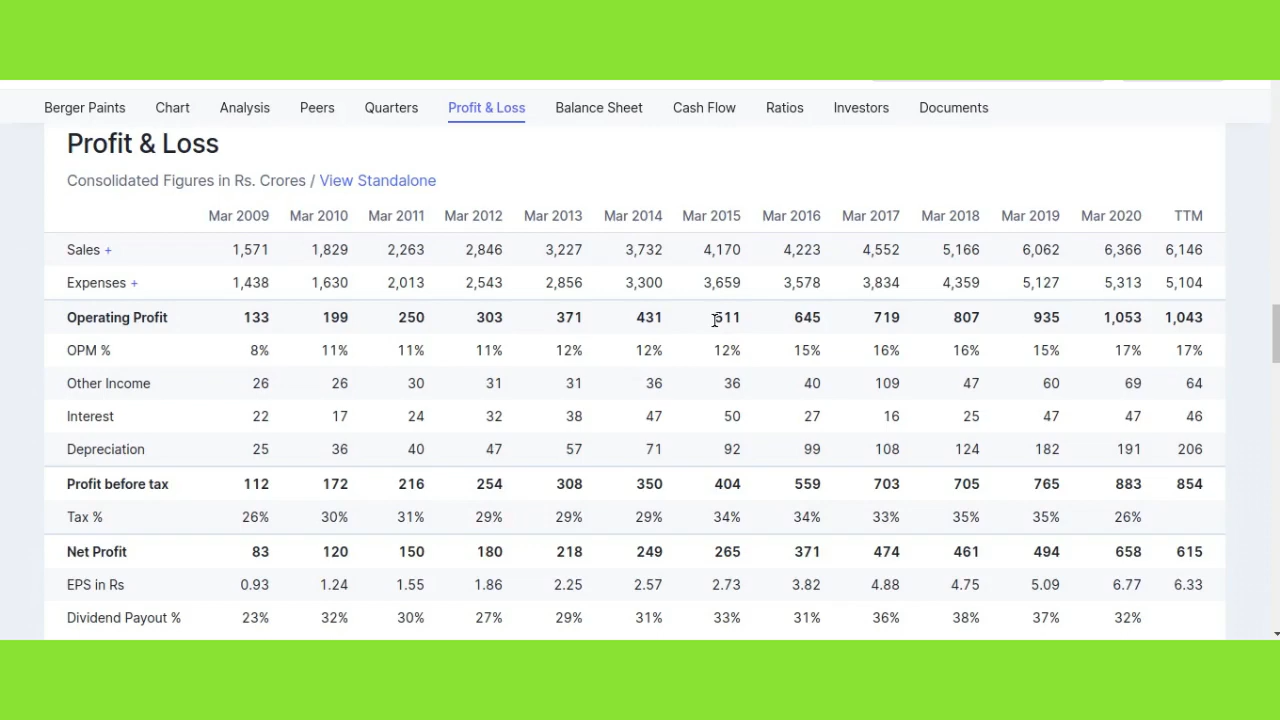 Berger Paints Chart Analysis Peers Quarters Profit & Loss Balance Sheet Cash Flow Ratios Investors Documents
Profit & Loss
Consolidated Figures in Rs. Crores / View Standalone
Mar 2009 Mar 2010 Mar 2011 Mar 2012 Mar 2013 Mar 2014 Mar 2015 Mar 2016 Mar 2017 Mar 2018 Mar 2019 Mar 2020 TTM
Sales + 1,571 1,829 2,263 2,846 3,227 3,732 4,170 4,223 4,552 5,166 6,062 6,366 6,146
Expenses + 1,438 1,630 2,013 2,543 2,856 3,300 3,659 3,578 3,834 4,359 5,127 5,313 5,104
Operating Profit 133 199 250 303 371 431 511 645 719 807 935 1,053 1,043
OPM % 8% 11% 11% 11% 12% 12% 12% 15% 16% 16% 15% 17% 17%
Other Income 26 26 30 31 31 36 36 40 109 47 60 69 64
Interest 22 17 24 32 38 47 50 27 16 25 47 47 46
Depreciation 25 36 40 47 57 71 92 99 108 124 182 191 206
Profit before tax 112 172 216 254 308 350 404 559 703 705 765 883 854
Tax % 26% 30% 31% 29% 29% 29% 34% 34% 33% 35% 35% 26%
Net Profit 83 120 150 180 218 249 265 371 474 461 494 658 615
EPS in Rs 0.93 1.24 1.55 1.86 2.25 2.57 2.73 3.82 4.88 4.75 5.09 6.77 6.33
Dividend Payout % 23% 32% 30% 27% 29% 31% 33% 31% 36% 38% 37% 32%